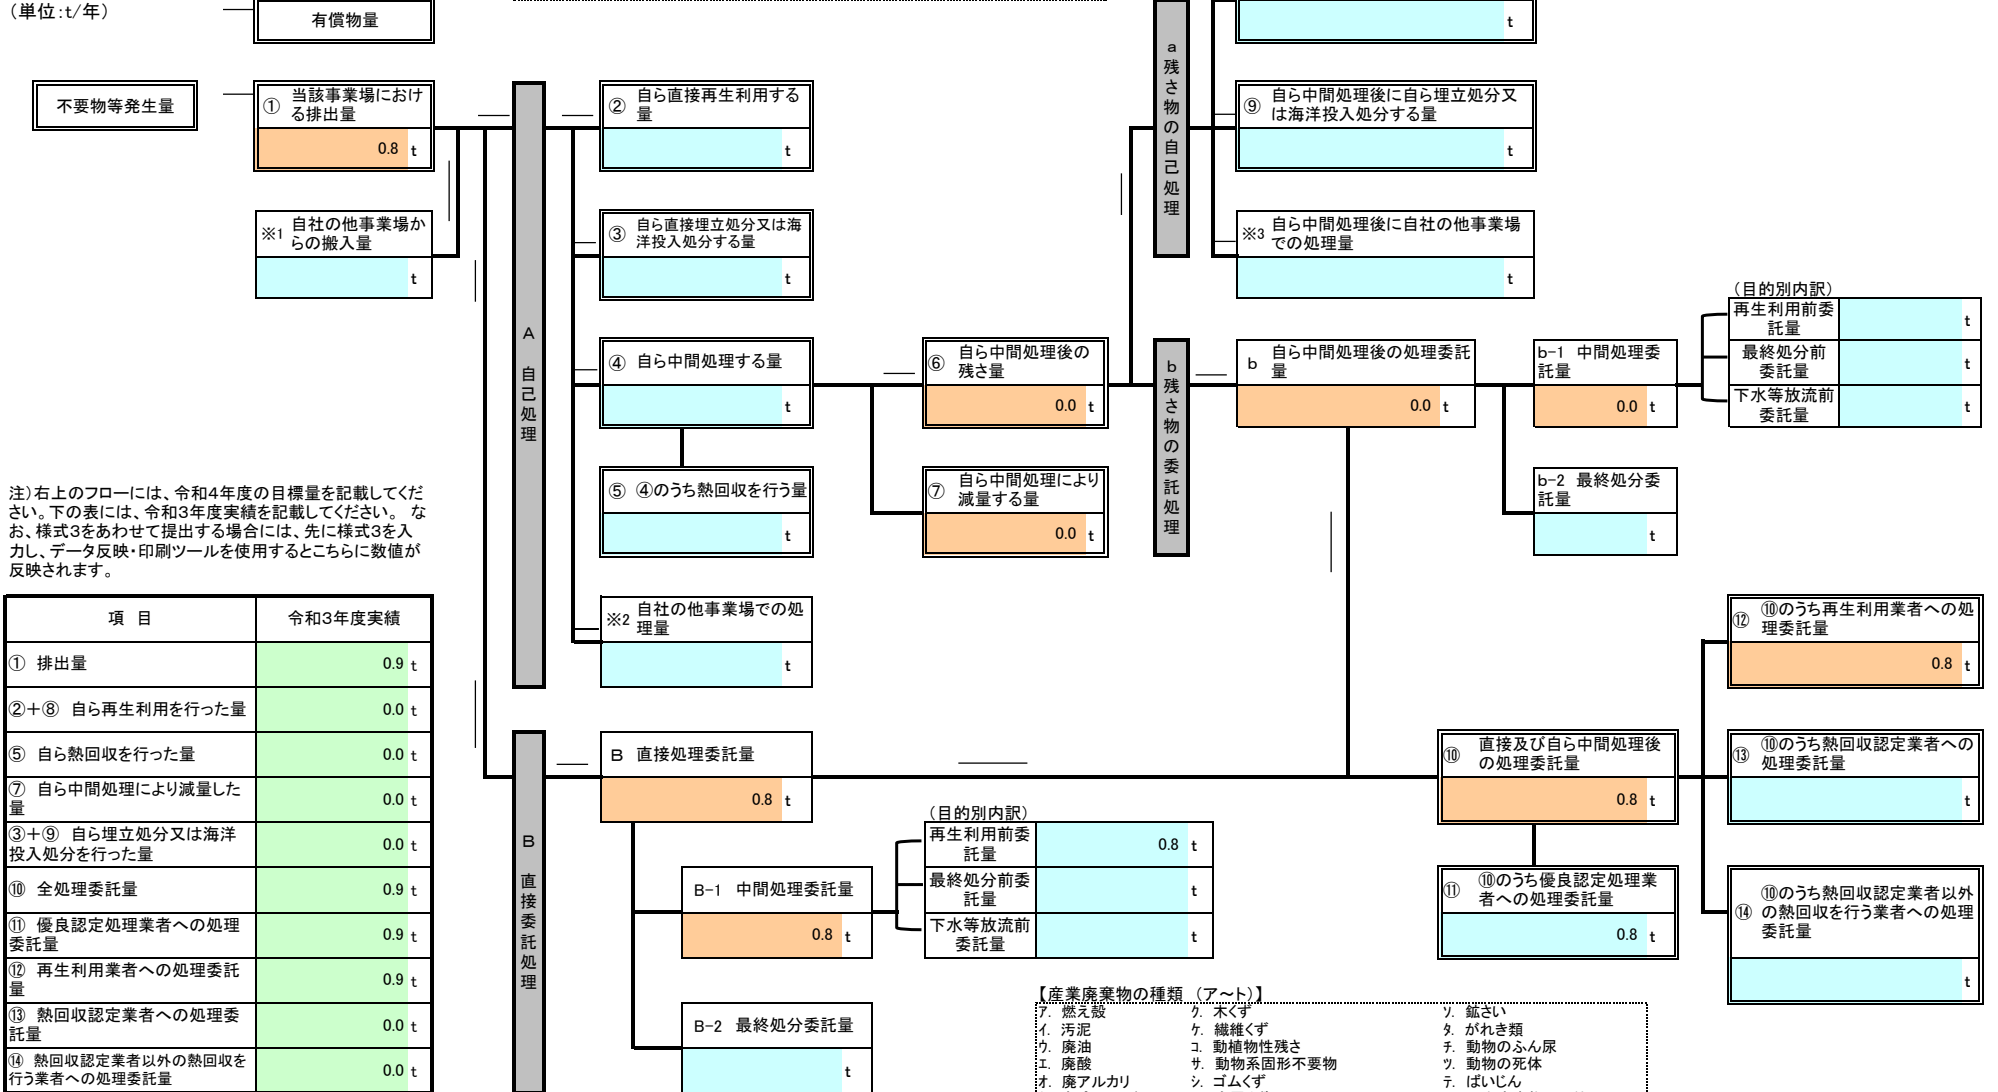 （単位:t/年）
有償物量
t
不要物等発生量
① 当該事業場におけ
る排出量
0.8 t
※1 自社の他事業場か
らの搬入量
t
A 自己処理
② 自ら直接再生利用する
量
t
③ 自ら直接埋立処分又は海
洋投入処分する量
t
④ 自ら中間処理する量
t
⑤ ④のうち熱回収を行う量
t
※2 自社の他事業場での処
理量
t
⑥ 自ら中間処理後の
残さ量
0.0 t
⑦ 自ら中間処理により
減量する量
0.0 t
a 残さ物の自己処理
⑨ 自ら中間処理後に自ら埋立処分又
は海洋投入処分する量
t
※3 自ら中間処理後に自社の他事業場
での処理量
t
b 残さ物の委託処理
b 自ら中間処理後の処理委託
量
0.0 t
b-1 中間処理委
託量
0.0 t
b-2 最終処分委
託量
t
（目的別内訳）
再生利用前委
託量
t
最終処分前
委託量
t
下水等放流前
委託量
t
注）右上のフローには、令和4年度の目標量を記載してくだ
さい。下の表には、令和3年度実績を記載してください。 な
お、様式3をあわせて提出する場合には、先に様式3を入
力し、データ反映・印刷ツールを使用するとこちらに数値が
反映されます。
項 目 令和3年度実績
① 排出量 0.9 t
②＋⑧ 自ら再生利用を行った量 0.0 t
⑤ 自ら熱回収を行った量 0.0 t
⑦ 自ら中間処理により減量した
量 0.0 t
③＋⑨ 自ら埋立処分又は海洋
投入処分を行った量 0.0 t
⑩ 全処理委託量 0.9 t
⑪ 優良認定処理業者への処理
委託量 0.9 t
⑫ 再生利用業者への処理委託
量 0.9 t
⑬ 熱回収認定業者への処理委
託量 0.0 t
⑭ 熱回収認定業者以外の熱回収を
行う業者への処理委託量 0.0 t
B 直接委託処理
B 直接処理委託量
0.8 t
B-1 中間処理委託量
0.8 t
B-2 最終処分委託量
t
（目的別内訳）
再生利用前委
託量
0.8 t
最終処分前委
託量
t
下水等放流前
委託量
t
⑩ 直接及び自ら中間処理後
の処理委託量
0.8 t
⑪ ⑩のうち優良認定処理業
者への処理委託量
0.8 t
⑫ ⑩のうち再生利用業者への処
理委託量
0.8 t
⑬ ⑩のうち熱回収認定業者への
処理委託量
t
⑭ ⑩のうち熱回収認定業者以外
の熱回収を行う業者への処理
委託量
t
【産業廃棄物の種類 （ア～ト）】
ア. 燃え殻 ク. 木くず ソ. 鉱さい
イ. 汚泥 ケ. 繊維くず タ. がれき類
ウ. 廃油 コ. 動植物性残さ チ. 動物のふん尿
エ. 廃酸 サ. 動物系固形不要物 ツ. 動物の死体
オ. 廃アルカリ シ. ゴムくず テ. ばいじん